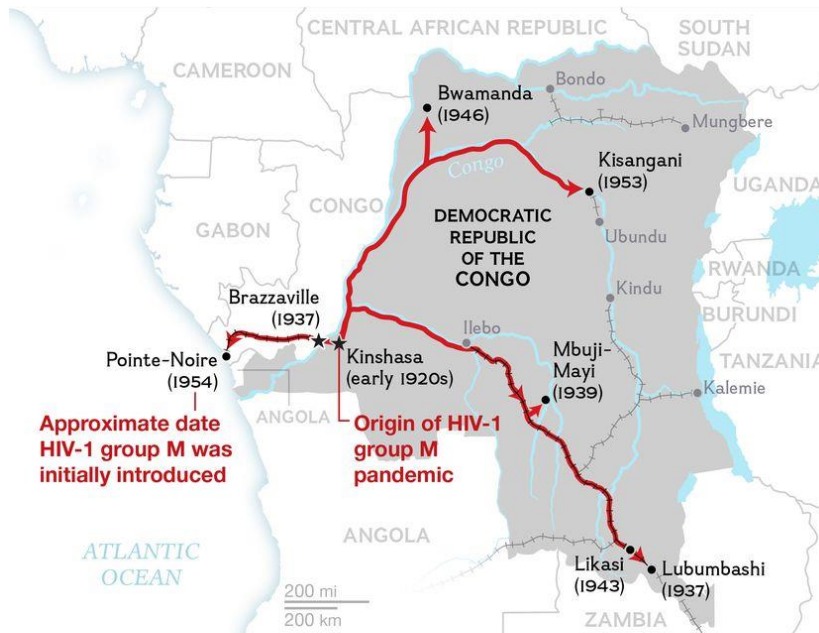 CENTRAL AFRICAN REPUBLIC
SOUTH
SUDAN
CAMEROON
Bondo
Bwamanda
(1946)
Mungbere
Congo
Kisangani
(1953)
UGANDA
CONGO
GABON
DEMOCRATIC
REPUBLIC
OF THE
CONGO
Ubundu
RWANDA
Brazzaville
(1937)
Kindu
BURUNDI
Ilebo
Pointe-Noire
(1954)
Kinshasa
(early 1920s)
Mbuji-
Mayi
(1939)
TANZANIA
Kalemie
ANGOLA
Approximate date
HIV-1 group M was
initially introduced
Origin of HIV-1
group M
pandemic
ANGOLA
ATLANTIC
OCEAN
Likasi
(1943)
Lubumbashi
(1937)
200 mi
200 km
ZAMBIA